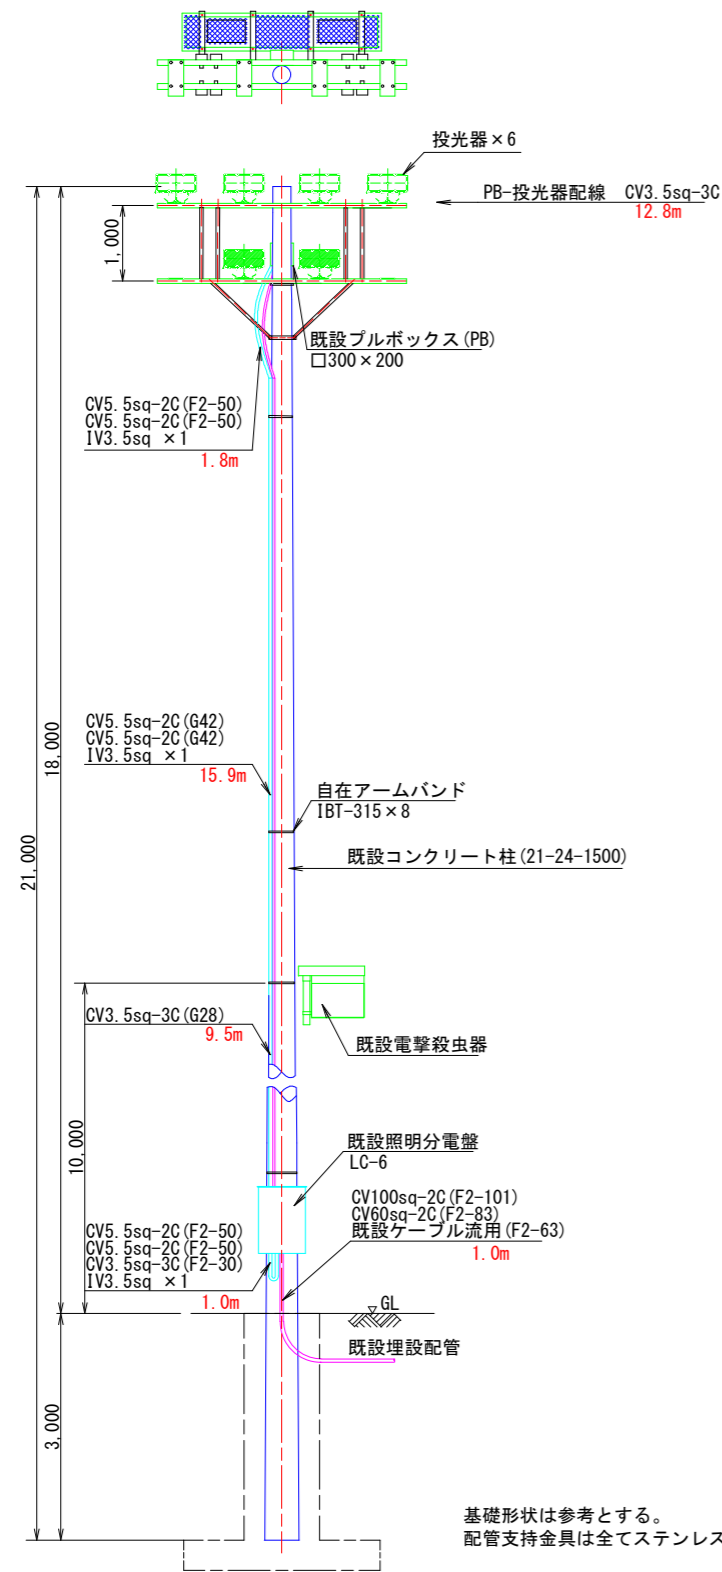 投光器×6
PB-投光器配線 CV3.5sq-3C
12.8m
1,000
既設プルボックス(PB)
□300×200
CV5.5sq-2C(F2-50)
CV5.5sq-2C(F2-50)
IV3.5sq ×1
1.8m
18,000
21,000
CV5.5sq-2C(G42)
CV5.5sq-2C(G42)
IV3.5sq ×1
15.9m
自在アームバンド
IBT-315×8
既設コンクリート柱(21-24-1500)
CV3.5sq-3C(G28)
9.5m
既設電撃殺虫器
10,000
既設照明分電盤
LC-6
CV100sq-2C(F2-101)
CV60sq-2C(F2-83)
既設ケーブル流用(F2-63)
1.0m
CV5.5sq-2C(F2-50)
CV5.5sq-2C(F2-50)
CV3.5sq-3C(F2-30)
IV3.5sq ×1
1.0m
GL
既設埋設配管
3,000
基礎形状は参考とする。
配管支持金具は全てステンレス